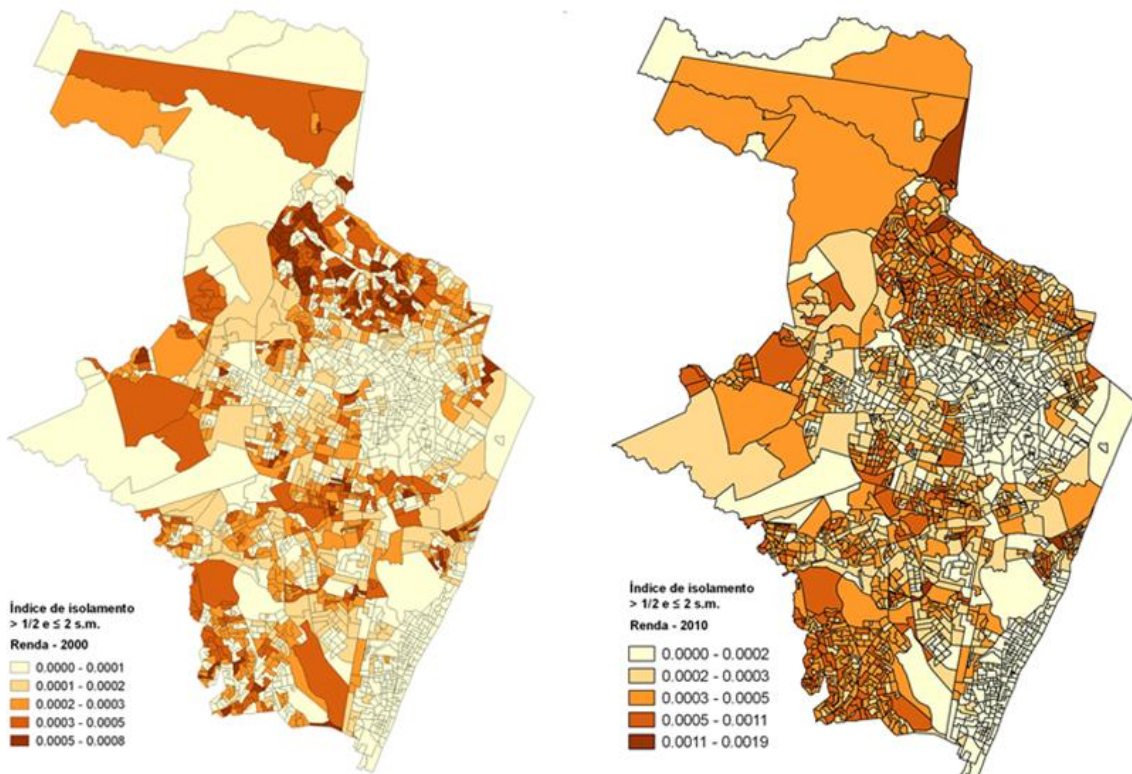 Índice de isolamento
> 1/2 e ≤ 2 s.m.
Renda - 2000
0.0000 - 0.0001
0.0001 - 0.0002
0.0002 - 0.0003
0.0003 - 0.0005
0.0005 - 0.0008
Índice de isolamento
> 1/2 e ≤ 2 s.m.
Renda - 2010
0.0000 - 0.0002
0.0002 - 0.0003
0.0003 - 0.0005
0.0005 - 0.0011
0.0011 - 0.0019